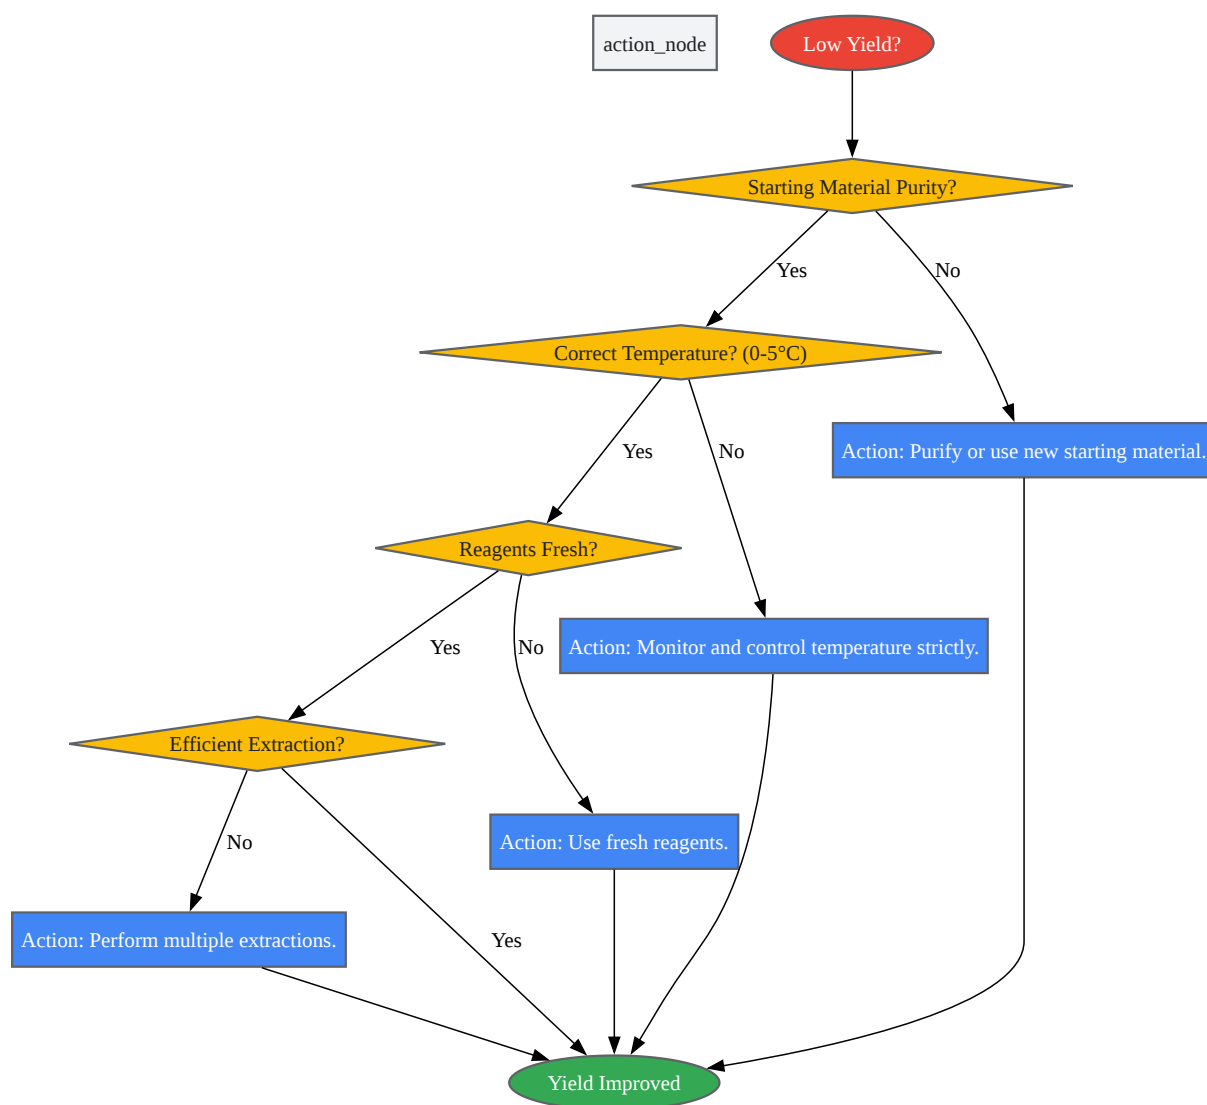 action_node
Low Yield?
Starting Material Purity?
Yes
No
Correct Temperature? (0-5°C)
Yes
No
Action: Purify or use new starting material.
Reagents Fresh?
Yes
No
Action: Monitor and control temperature strictly.
Efficient Extraction?
No
Action: Use fresh reagents.
Action: Perform multiple extractions.
Yes
Yield Improved